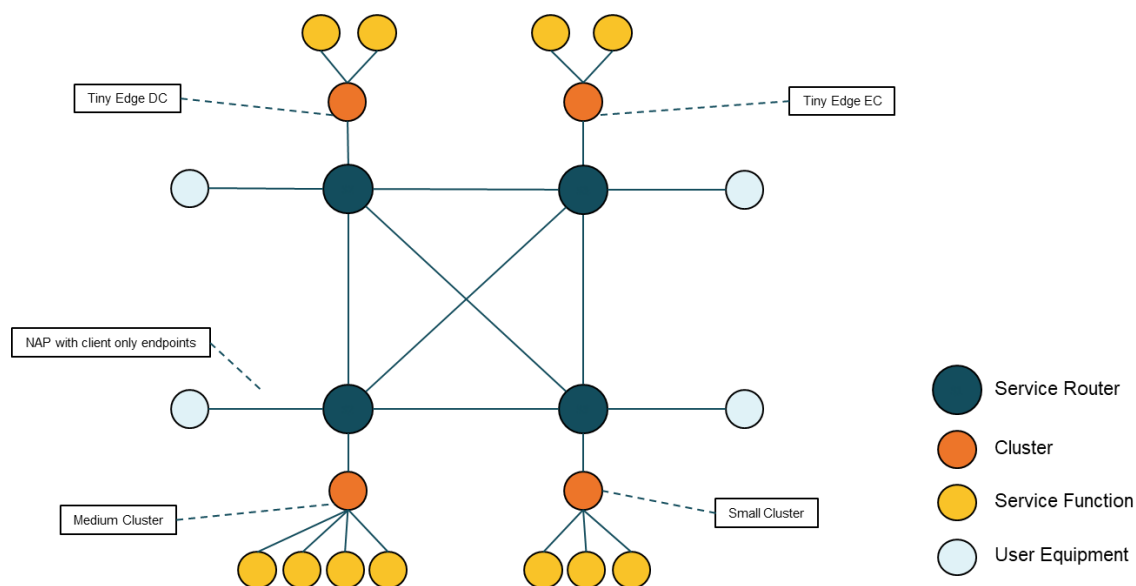 Tiny Edge DC
Tiny Edge EC
NAP with client only endpoints
Medium Cluster
Small Cluster
Service Router
Cluster
Service Function
User Equipment